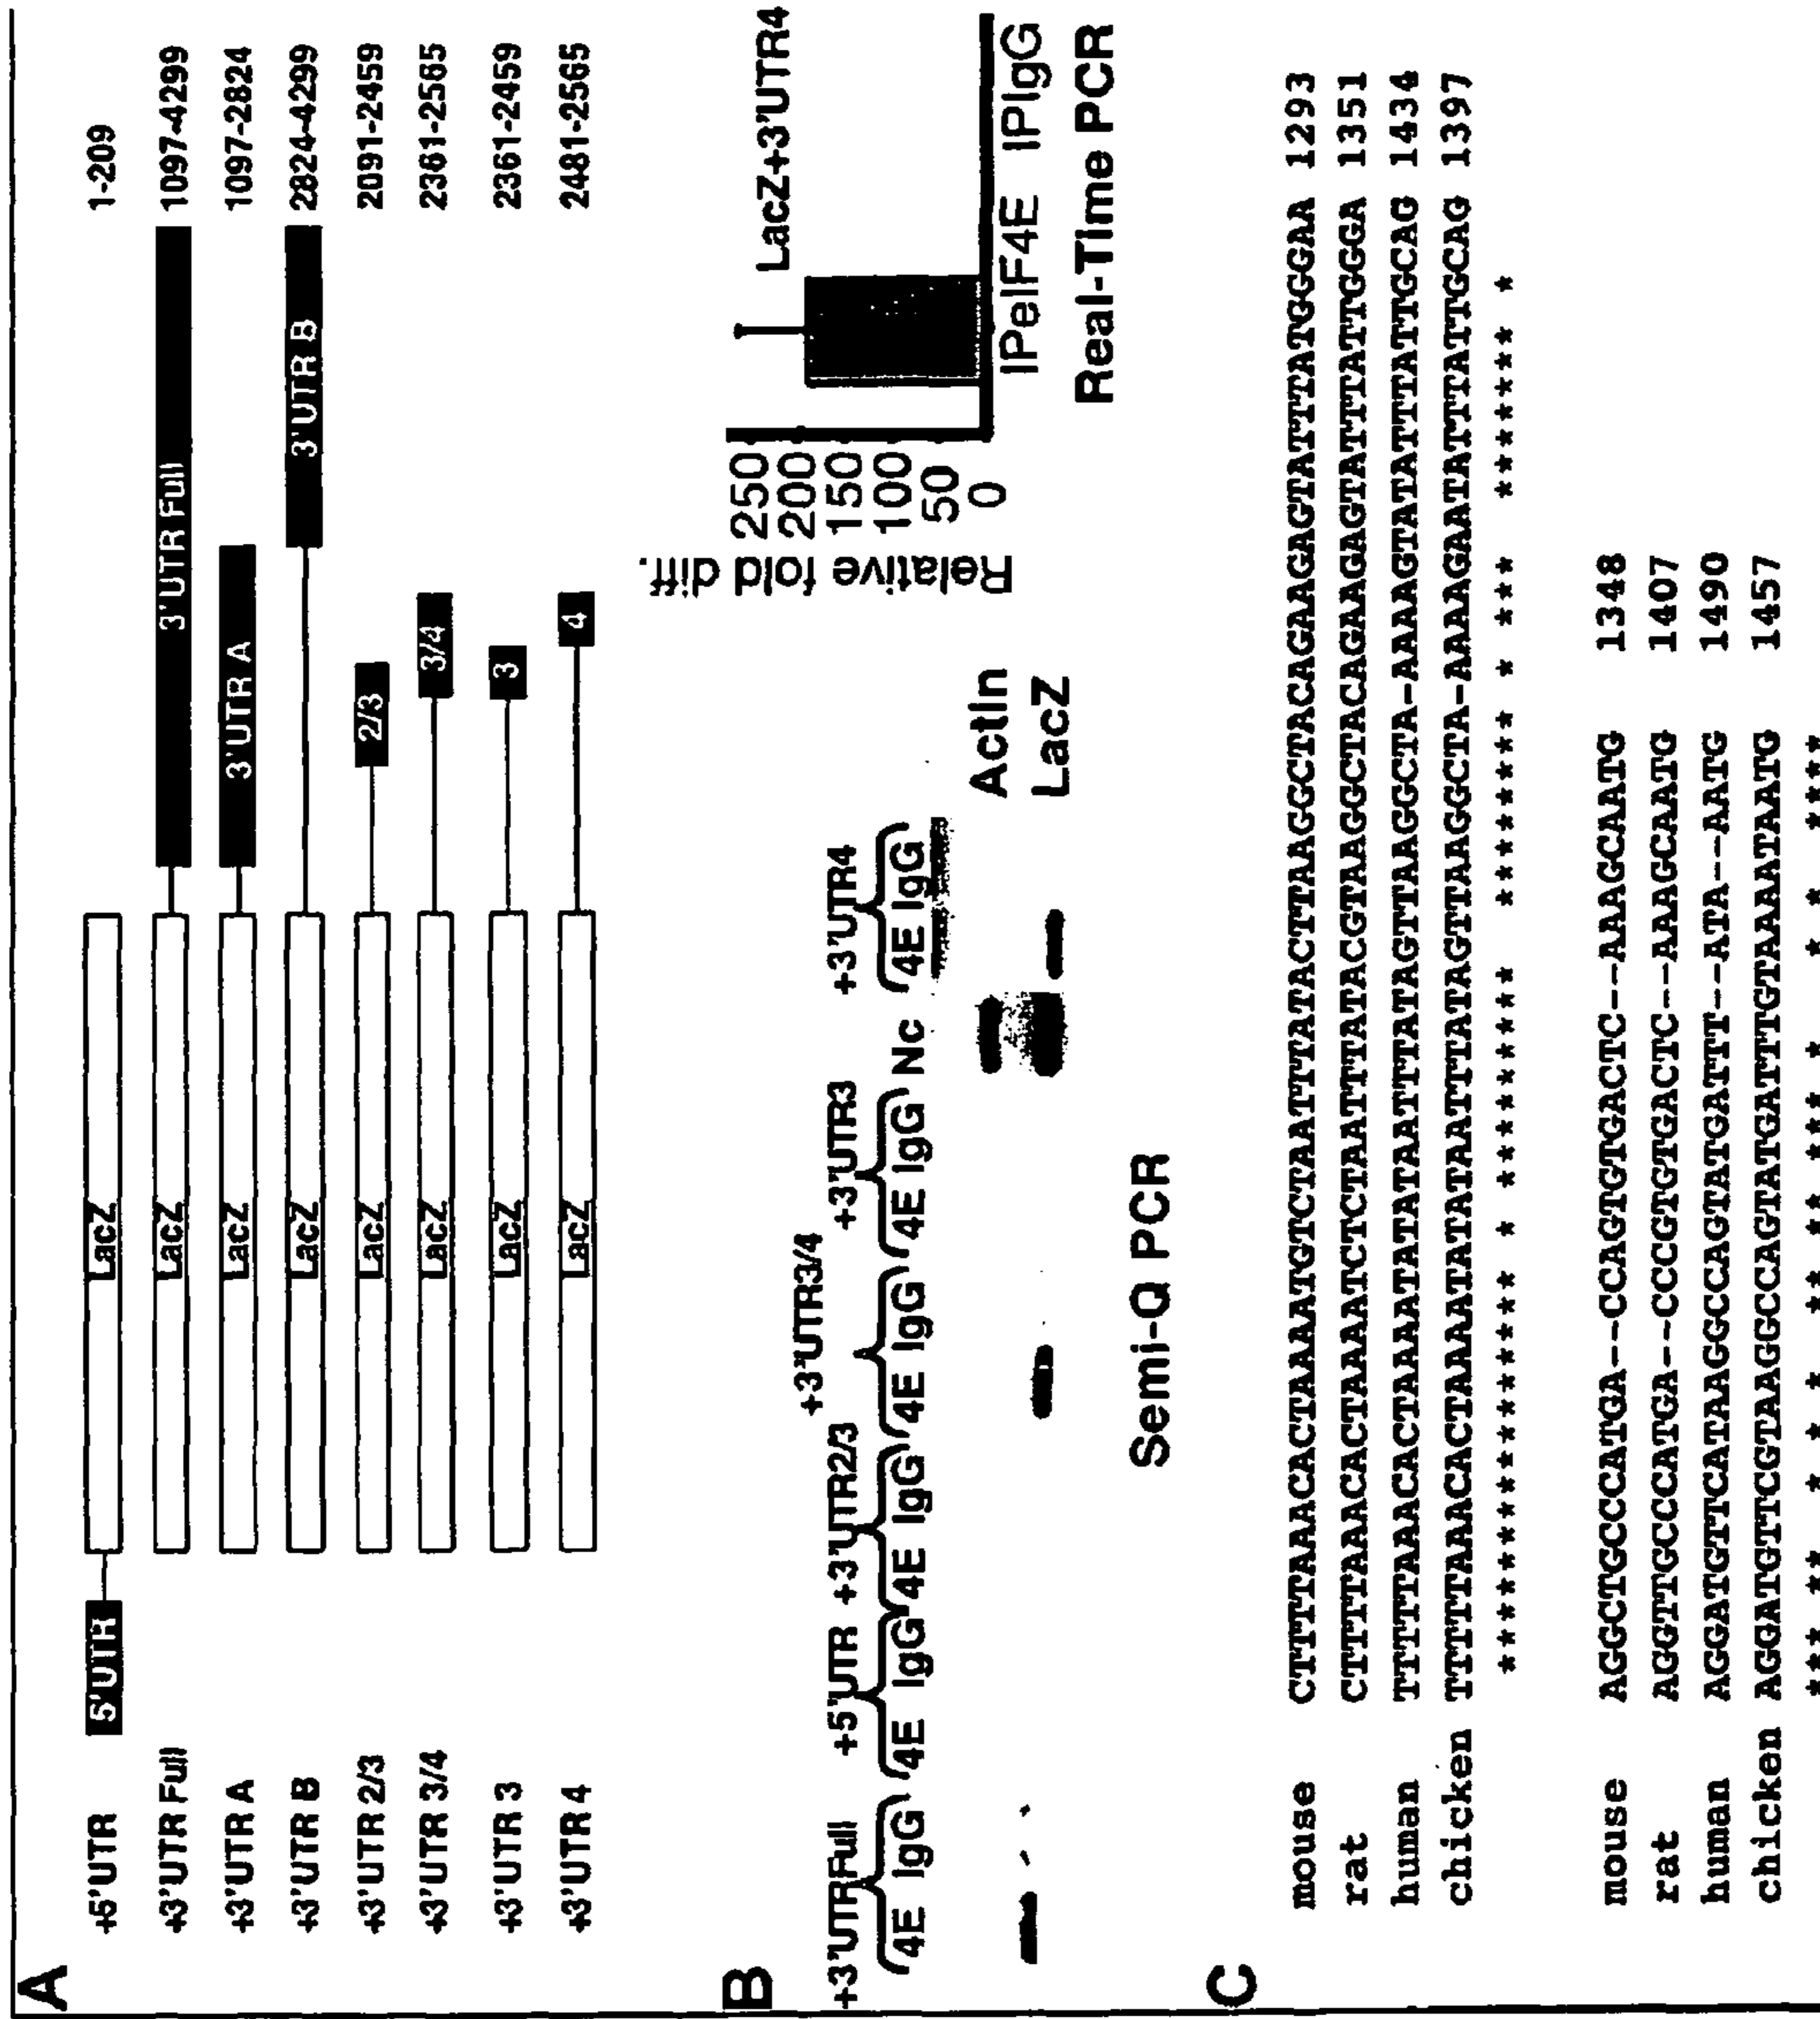 A
+5'UTR 5'UTR LacZ 1-209
+3'UTR Full LacZ 3'UTR Full 1097-4299
+3'UTR A LacZ 3'UTR A 1097-2824
+3'UTR B LacZ 3'UTR B 2824-4299
+3'UTR 2/3 LacZ 2/3 2091-2459
+3'UTR 3/4 LacZ 3/4 2361-2565
+3'UTR 3 LacZ 3 2361-2459
+3'UTR 4 LacZ 4 2481-2565
B
+3'UTR3/4
+3'UTRFull +5'UTR +3'UTR2/3 +3'UTR3 +3'UTR4
4E IgG 4E IgG 4E IgG 4E IgG 4E IgG Nc 4E IgG
Actin
LacZ
Semi-Q PCR
Relative fold diff.
250
200
150
100
50
0
LacZ+3'UTR4
IPeIF4E IPIgG
Real-Time PCR
C
mouse CTTTTAAACACTAAAATGTCTAATTTATACTTAAGGCTACAGAAGAGTATTTATGGGAA 1293
rat CTTTTAAACACTAAAATCTCTAATTTATACGTAAGGCTACAGAAGAGTATTTATTGGGA 1351
human TTTTTAAACACTAAAATATATAATTTATAGTTAAGGCTA-AAAAGTATATTTATTGCAG 1434
chicken TTTTTAAACACTAAAATATATAATTTATAGTTAAGGCTA-AAAAGAATATTTATTGCAG 1397
mouse AGGCTGCCCATGA--CCAGTGTGACTC--AAAGCAATG 1348
rat AGGTTGCCCATGA--CCCGTGTGACTC--AAAGCAATG 1407
human AGGATGTTCATAAGGCCAGTATGATTT--ATA--AATG 1490
chicken AGGATGTTCGTAAGGCCAGTATGATTTGTAAAATAATG 1457